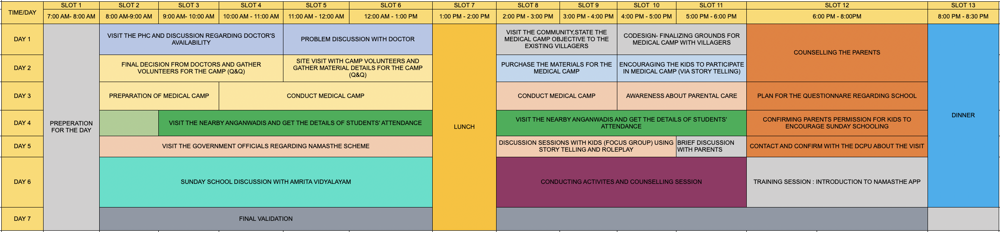 TIME/DAY
SLOT 1
SLOT 2
SLOT 3
SLOT 4
SLOT 5
SLOT 6
SLOT 7
SLOT 8
SLOT 9
SLOT 10
SLOT 11
SLOT 12
SLOT 13
7:00 AM- 8:00 AM
8:00 AM-9:00 AM
9:00 AM- 10:00 AM
10:00 AM - 11:00 AM
11:00 AM - 12:00 AM
12:00 AM - 1:00 PM
1:00 PM - 2:00 PM
2:00 PM - 3:00 PM
3:00 PM - 4:00 PM
4:00 PM - 5:00 PM
5:00 PM - 6:00 PM
6:00 PM - 8:00PM
8:00 PM - 8:30 PM
DAY 1
VISIT THE PHC AND DISCUSSION REGARDING DOCTOR'S
AVAILABILITY
PROBLEM DISCUSSION WITH DOCTOR
VISIT THE COMMUNITY,STATE THE
MEDICAL CAMP OBJECTIVE TO THE
EXISTING VILLAGERS
CODESIGN- FINALIZING GROUNDS FOR
MEDICAL CAMP WITH VILLAGERS
COUNSELLING THE PARENTS
DAY 2
FINAL DECISION FROM DOCTORS AND GATHER
VOLUNTEERS FOR THE CAMP (Q&Q)
SITE VISIT WITH CAMP VOLUNTEERS AND
GATHER MATERIAL DETAILS FOR THE CAMP
(Q&Q)
PURCHASE THE MATERIALS FOR THE
MEDICAL CAMP
ENCOURAGING THE KIDS TO PARTICIPATE
IN MEDICAL CAMP (VIA STORY TELLING)
DAY 3
PREPARATION OF MEDICAL CAMP
CONDUCT MEDICAL CAMP
CONDUCT MEDICAL CAMP
AWARENESS ABOUT PARENTAL CARE
PLAN FOR THE QUESTIONNARE REGARDING SCHOOL
DAY 4
PREPERATION
FOR THE DAY
VISIT THE NEARBY ANGANWADIS AND GET THE DETAILS OF STUDENTS' ATTENDANCE
LUNCH
VISIT THE NEARBY ANGANWADIS AND GET THE DETAILS OF STUDENTS'
ATTENDANCE
CONFIRMING PARENTS PERMISSION FOR KIDS TO
ENCOURAGE SUNDAY SCHOOLING
DINNER
DAY 5
VISIT THE GOVERNMENT OFFICIALS REGARDING NAMASTHE SCHEME
DISCUSSION SESSIONS WITH KIDS (FOCUS GROUP) USING
STORY TELLING AND ROLEPLAY
BRIEF DISCUSSION
WITH PARENTS
CONTACT AND CONFIRM WITH THE DCPU ABOUT THE VISIT
DAY 6
SUNDAY SCHOOL DISCUSSION WITH AMRITA VIDYALAYAM
CONDUCTING ACTIVITES AND COUNSELLING SESSION
TRAINING SESSION : INTRODUCTION TO NAMASTHE APP
DAY 7
FINAL VALIDATION